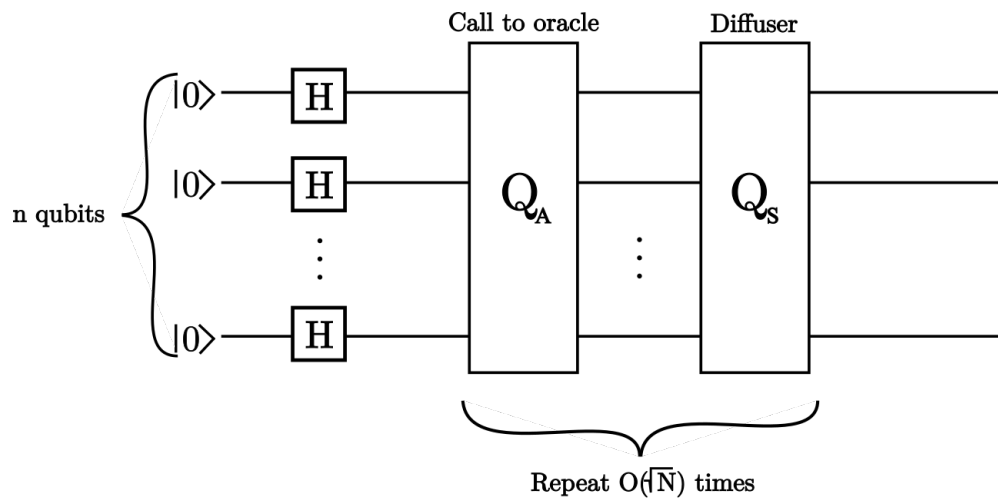 Call to oracle
Diffuser
|0⟩
H
|0⟩
H
n qubits
Q_A
Q_S
|0⟩
H
Repeat O(√N) times